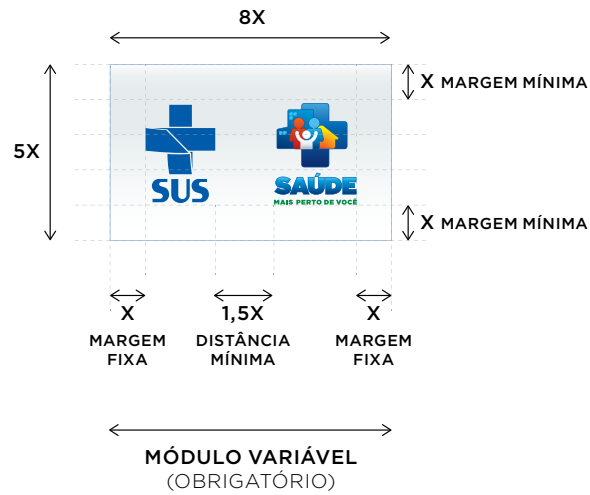 8X
X MARGEM MÍNIMA
5X
SUS
SAÚDE
MAIS PERTO DE VOCÊ
X MARGEM MÍNIMA
X
MARGEM
FIXA
1,5X
DISTÂNCIA
MÍNIMA
X
MARGEM
FIXA
MÓDULO VARIÁVEL
(OBRIGATÓRIO)